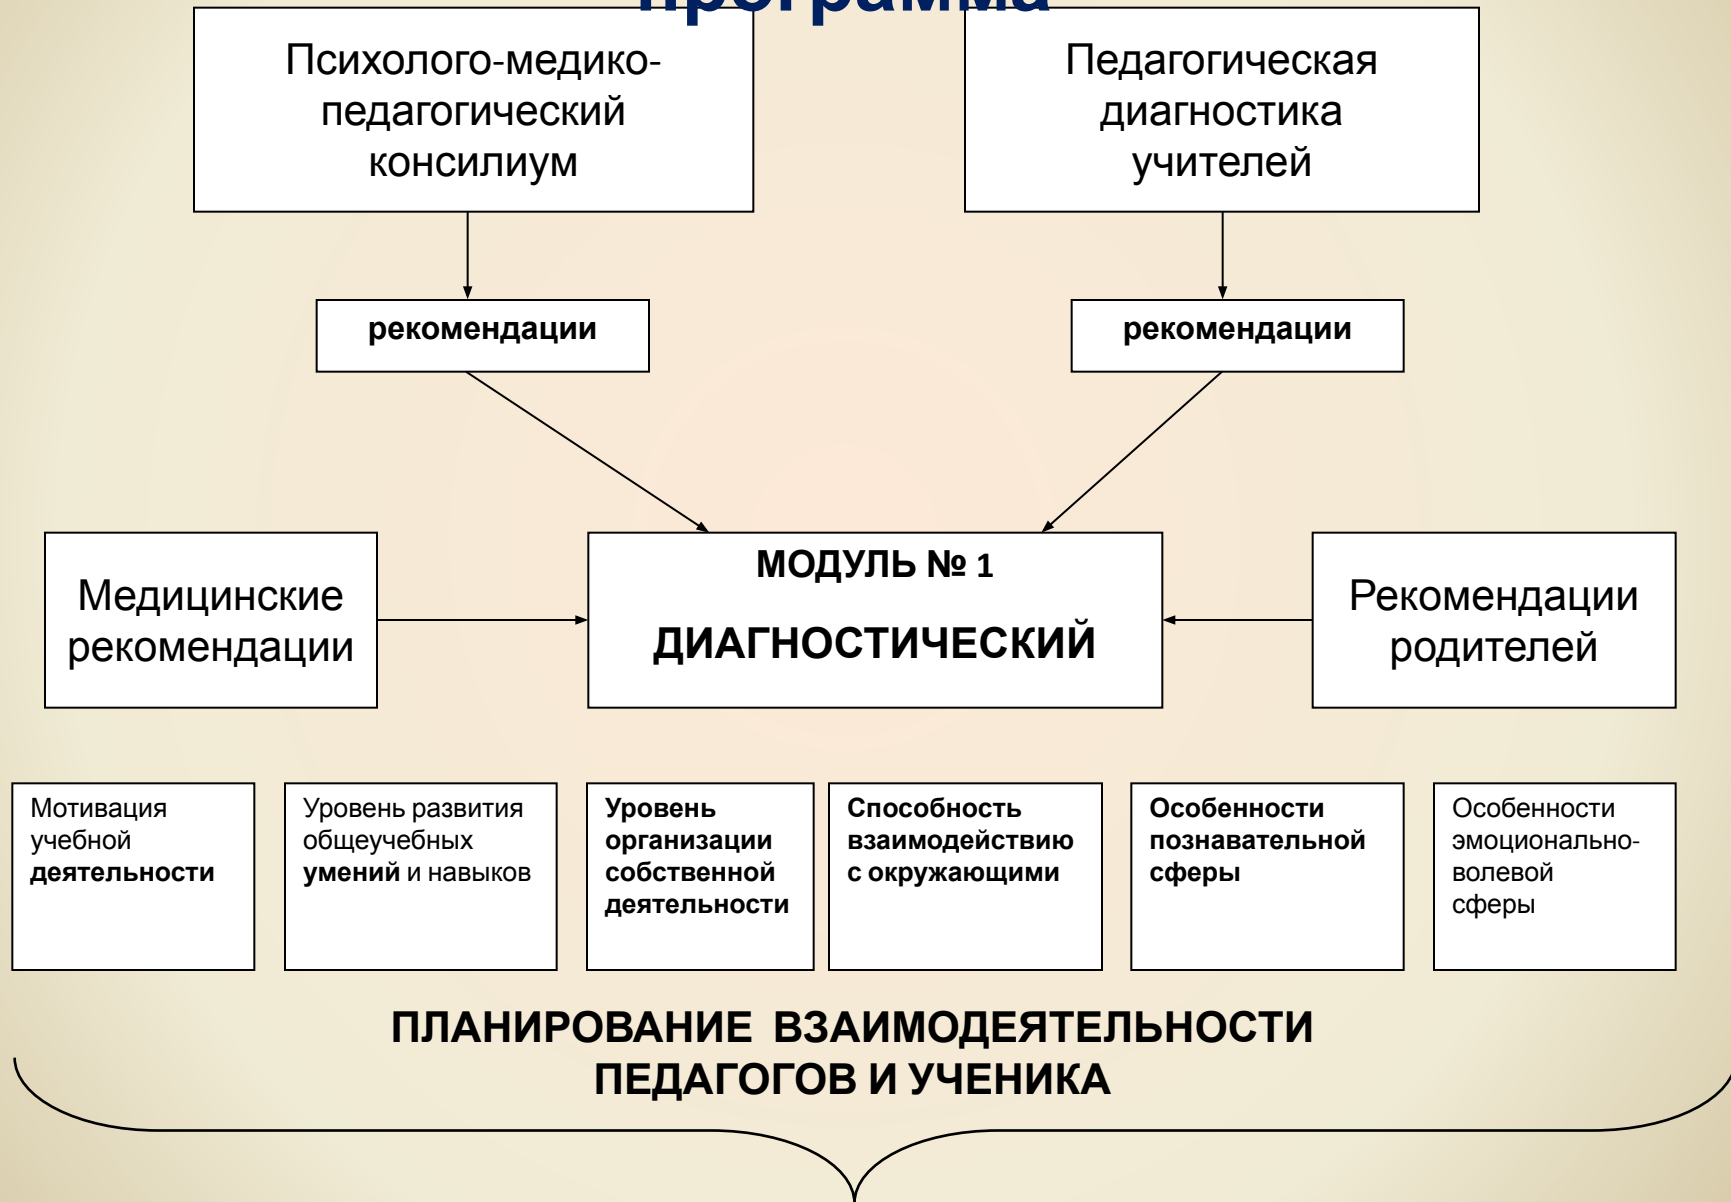 программа
Психолого-медико-
педагогический
консилиум
Педагогическая
диагностика
учителей
рекомендации
рекомендации
Медицинские
рекомендации
МОДУЛЬ № 1
ДИАГНОСТИЧЕСКИЙ
Рекомендации
родителей
Мотивация
учебной
деятельности
Уровень развития
общеучебных
умений и навыков
Уровень
организации
собственной
деятельности
Способность
взаимодействию
с окружающими
Особенности
познавательной
сферы
Особенности
эмоционально-
волевой
сферы
ПЛАНИРОВАНИЕ ВЗАИМОДЕЯТЕЛЬНОСТИ
ПЕДАГОГОВ И УЧЕНИКА